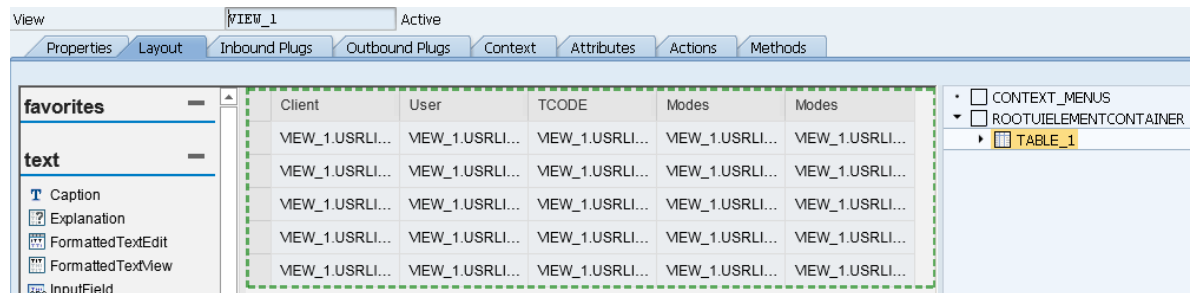 View VIEW_1 Active
Properties Layout Inbound Plugs Outbound Plugs Context Attributes Actions Methods
favorites
text
Caption
Explanation
FormattedTextEdit
FormattedTextView
InputField
Client User TCODE Modes Modes
VIEW_1.USRLI... VIEW_1.USRLI... VIEW_1.USRLI... VIEW_1.USRLI... VIEW_1.USRLI...
VIEW_1.USRLI... VIEW_1.USRLI... VIEW_1.USRLI... VIEW_1.USRLI... VIEW_1.USRLI...
VIEW_1.USRLI... VIEW_1.USRLI... VIEW_1.USRLI... VIEW_1.USRLI... VIEW_1.USRLI...
VIEW_1.USRLI... VIEW_1.USRLI... VIEW_1.USRLI... VIEW_1.USRLI... VIEW_1.USRLI...
VIEW_1.USRLI... VIEW_1.USRLI... VIEW_1.USRLI... VIEW_1.USRLI... VIEW_1.USRLI...
CONTEXT_MENUS
ROOTUIELEMENTCONTAINER
TABLE_1